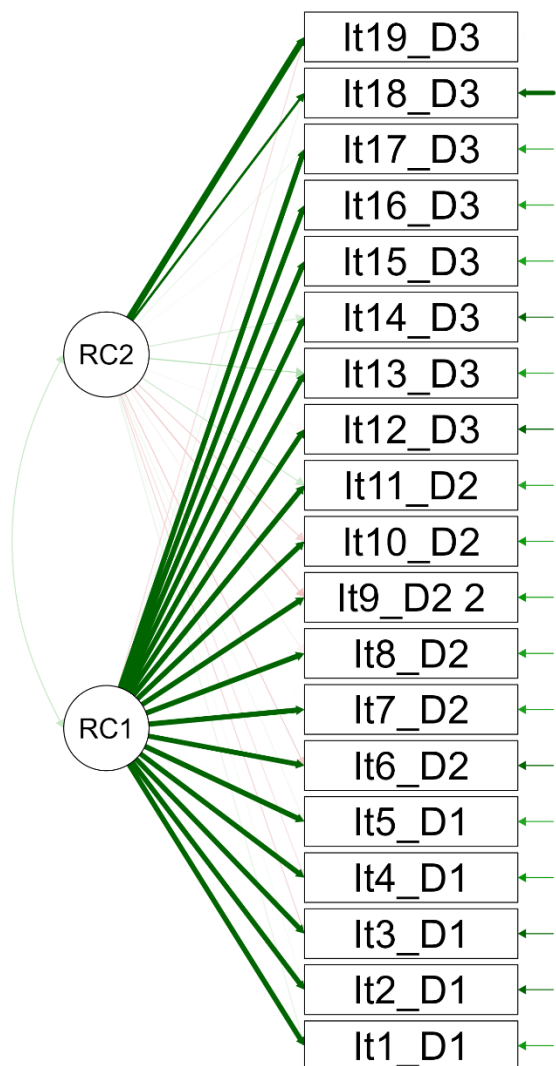 It19_D3
It18_D3
It17_D3
It16_D3
It15_D3
It14_D3
It13_D3
It12_D3
It11_D2
It10_D2
It9_D2 2
It8_D2
It7_D2
It6_D2
It5_D1
It4_D1
It3_D1
It2_D1
It1_D1
RC2
RC1